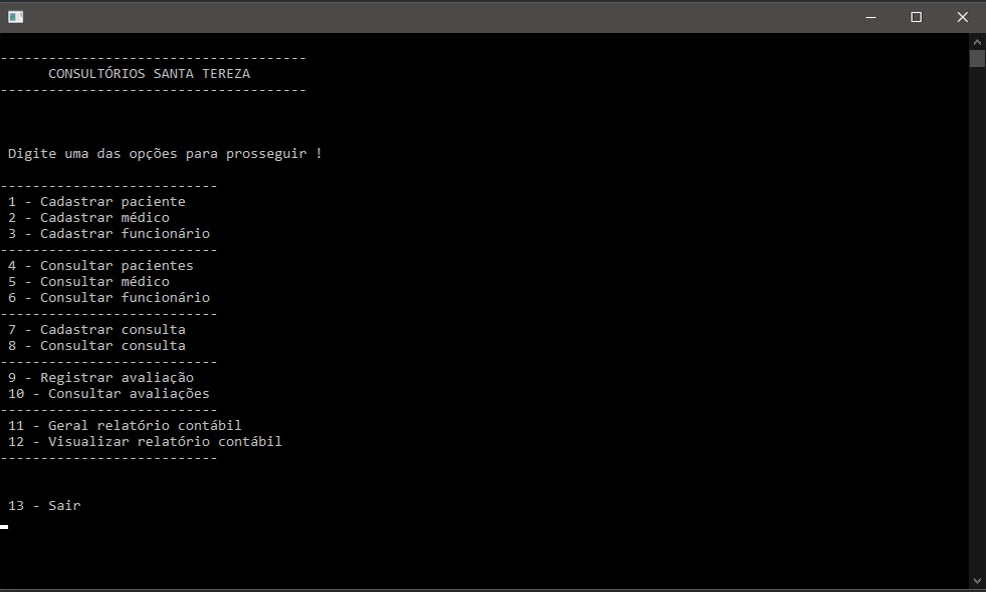 --------------------------------------
CONSULTÓRIOS SANTA TEREZA
--------------------------------------
Digite uma das opções para prosseguir !
---------------------------
1 - Cadastrar paciente
2 - Cadastrar médico
3 - Cadastrar funcionário
---------------------------
4 - Consultar pacientes
5 - Consultar médico
6 - Consultar funcionário
---------------------------
7 - Cadastrar consulta
8 - Consultar consulta
---------------------------
9 - Registrar avaliação
10 - Consultar avaliações
---------------------------
11 - Geral relatório contábil
12 - Visualizar relatório contábil
---------------------------
13 - Sair